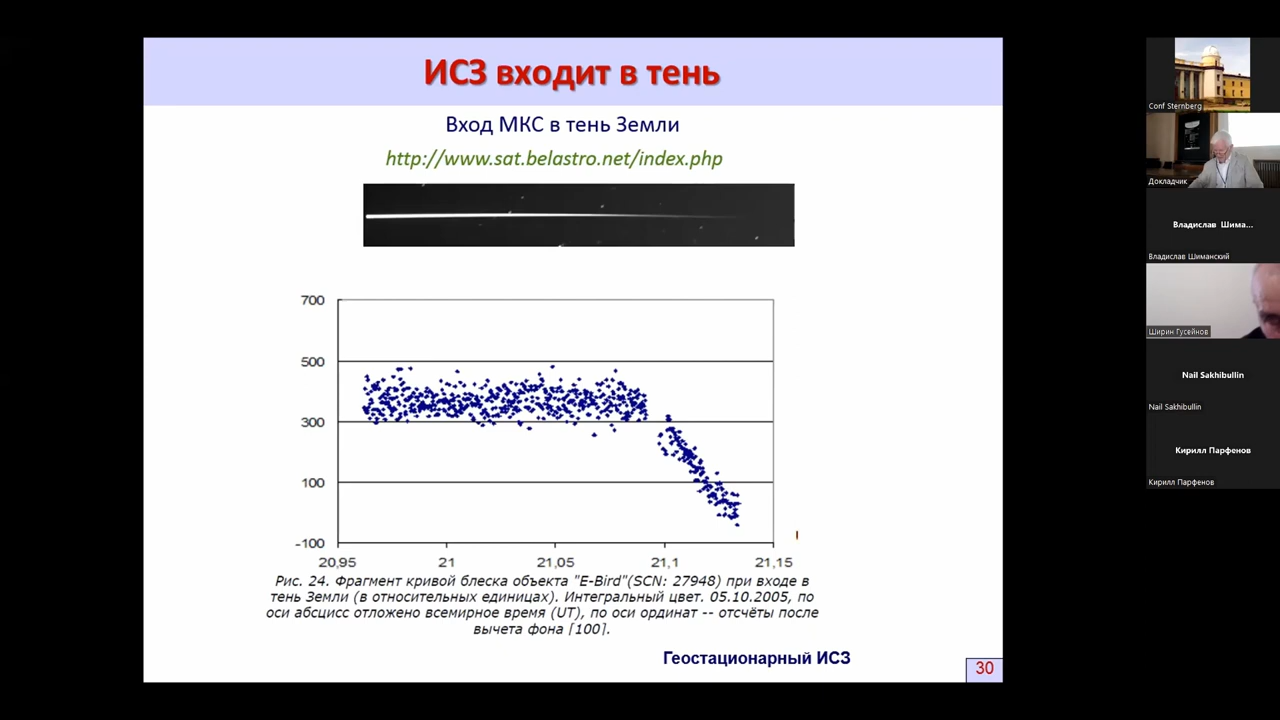 ИСЗ входит в тень
Вход МКС в тень Земли
http://www.sat.belastro.net/index.php
700
500
300
100
-100
20,95
21
21,05
21,1
21,15
Рис. 24. Фрагмент кривой блеска объекта "E-Bird"(SCN: 27948) при входе в
тень Земли (в относительных единицах). Интегральный цвет. 05.10.2005, по
оси абсцисс отложено всемирное время (UT), по оси ординат -- отсчёты после
вычета фона [100].
Геостационарный ИСЗ
30
Conf Sternberg
Докладчик
Владислав Шима...
Владислав Шиманский
Ширин Гусейнов
Nail Sakhibullin
Nail Sakhibullin
Кирилл Парфенов
Кирилл Парфенов